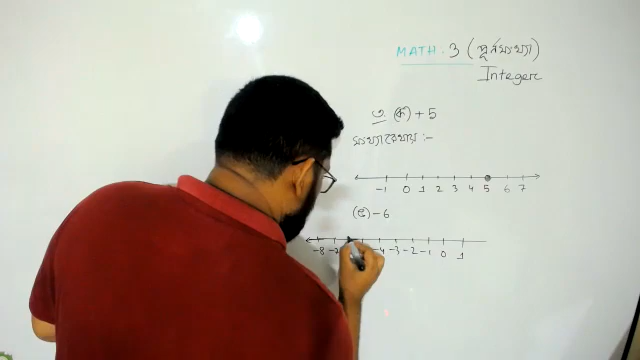 MATH - 3 (পূর্ণসংখ্যা)
Integer
৩. (ক) + 5
সংখ্যারেখায় :-
-1 0 1 2 3 4 5 6 7
-6
-8 -4 -3 -2 -1 0 1